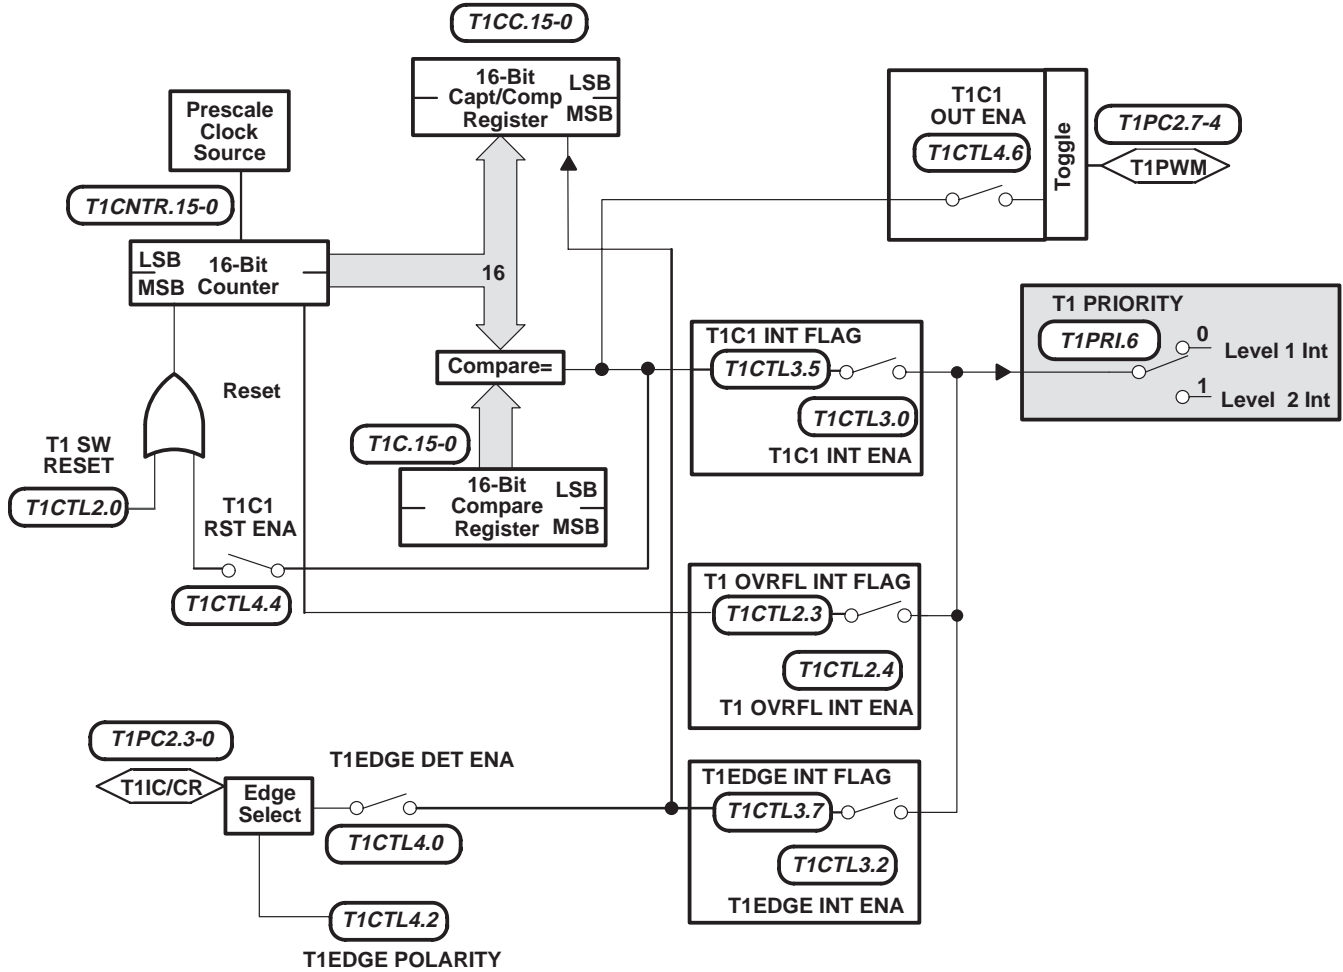 T1CC.15-0
16-Bit
Capt/Comp
Register
LSB
MSB
Prescale
Clock
Source
T1C1
OUT ENA
T1CTL4.6
Toggle
T1PC2.7-4
T1PWM
T1CNTR.15-0
LSB
MSB
16-Bit
Counter
16
T1 PRIORITY
T1PRI.6
0
Level 1 Int
1
Level 2 Int
T1C1 INT FLAG
T1CTL3.5
T1CTL3.0
T1C1 INT ENA
Compare=
Reset
T1C.15-0
T1 SW
RESET
T1CTL2.0
16-Bit
Compare
Register
LSB
MSB
T1C1
RST ENA
T1CTL4.4
T1 OVRFL INT FLAG
T1CTL2.3
T1CTL2.4
T1 OVRFL INT ENA
T1PC2.3-0
T1IC/CR
Edge
Select
T1EDGE DET ENA
T1CTL4.0
T1EDGE INT FLAG
T1CTL3.7
T1CTL3.2
T1EDGE INT ENA
T1CTL4.2
T1EDGE POLARITY